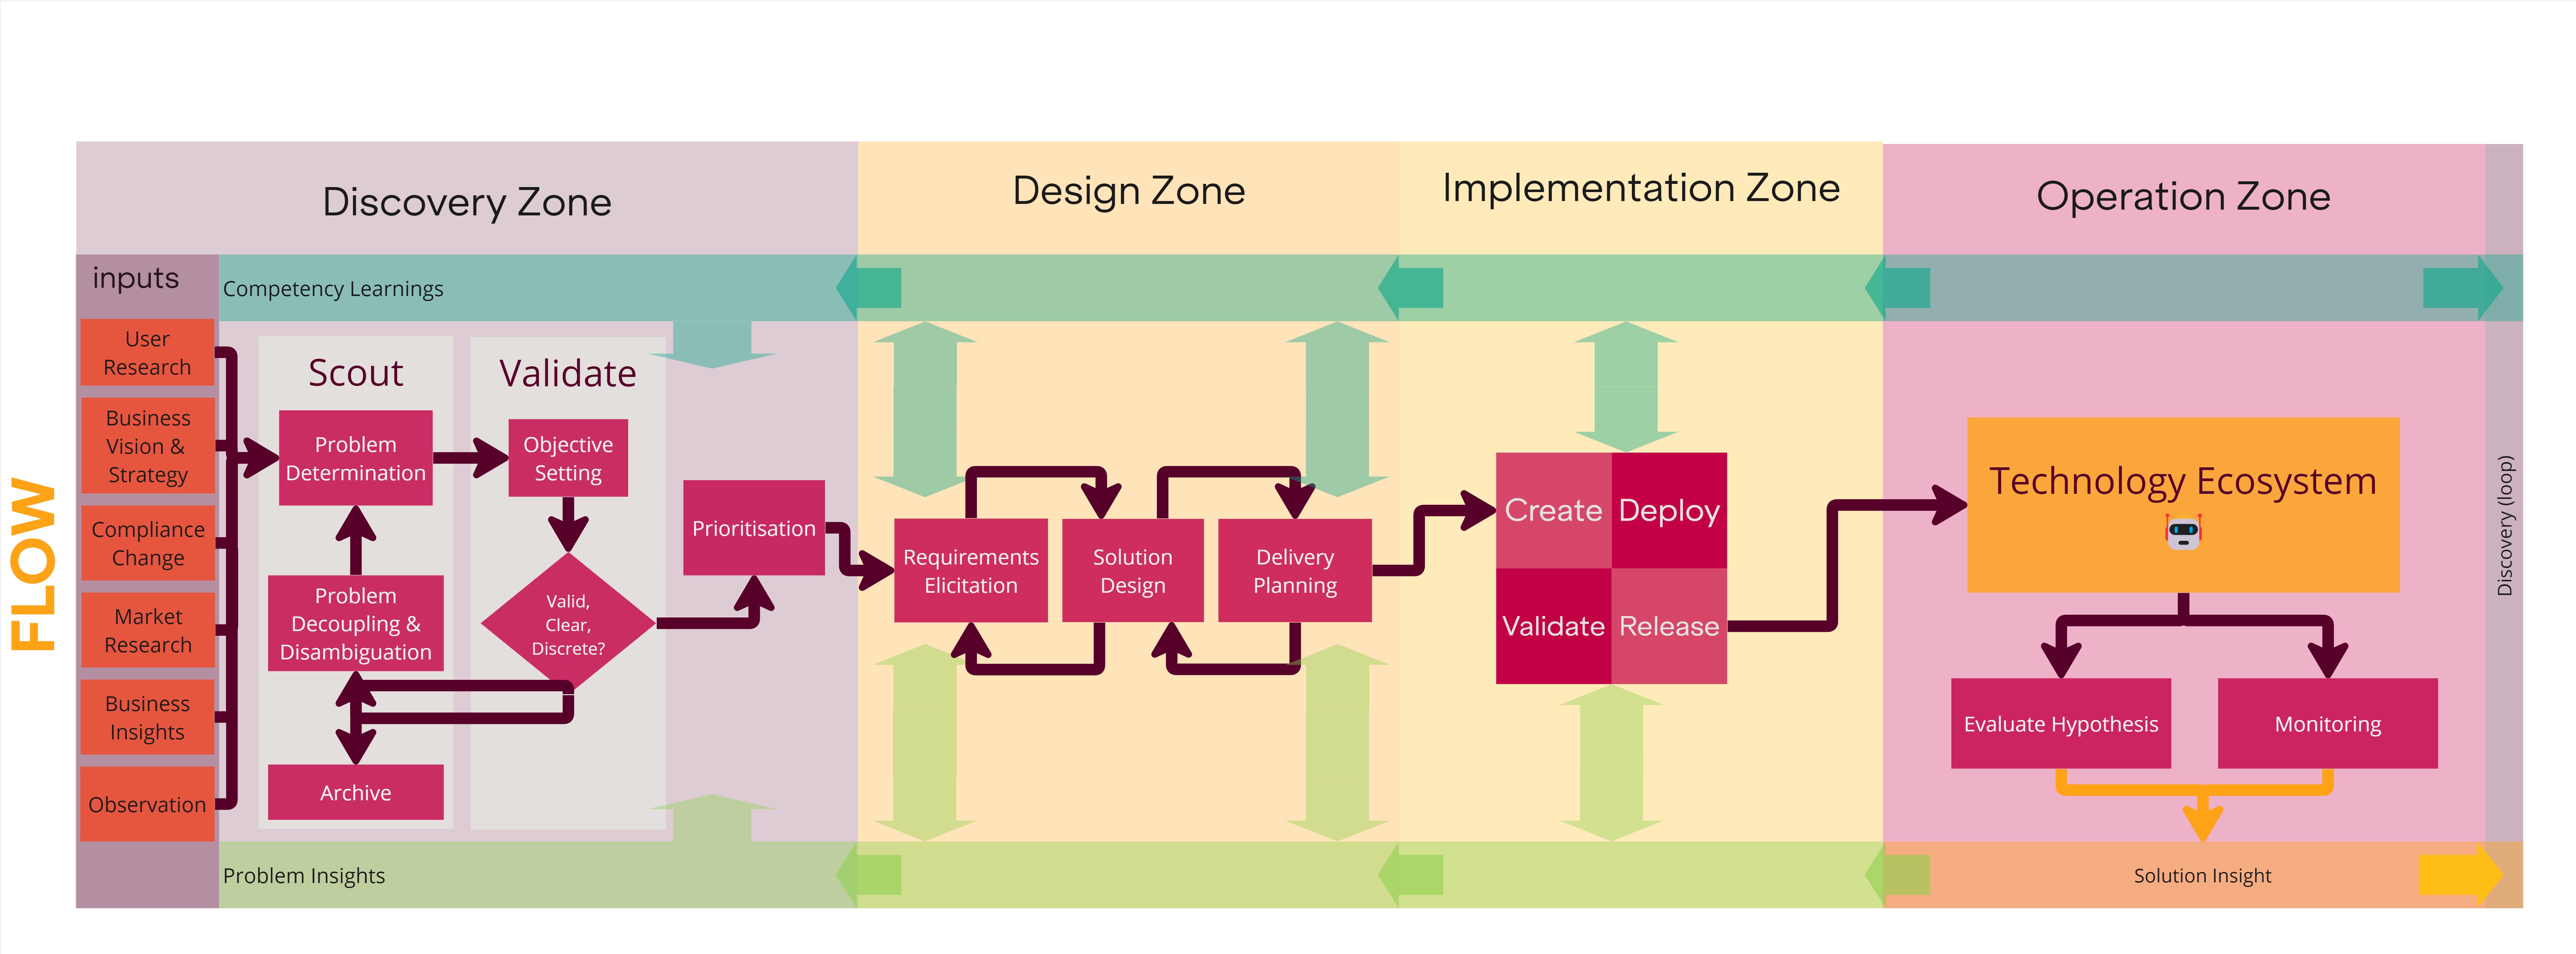 FLOW
Discovery Zone
Design Zone
Implementation Zone
Operation Zone
inputs
Competency Learnings
User
Research
Business
Vision &
Strategy
Compliance
Change
Market
Research
Business
Insights
Observation
Scout
Problem
Determination
Problem
Decoupling &
Disambiguation
Archive
Validate
Objective
Setting
Valid,
Clear,
Discrete?
Prioritisation
Requirements
Elicitation
Solution
Design
Delivery
Planning
Create
Deploy
Validate
Release
Technology Ecosystem
Evaluate Hypothesis
Monitoring
Discovery (loop)
Problem Insights
Solution Insight